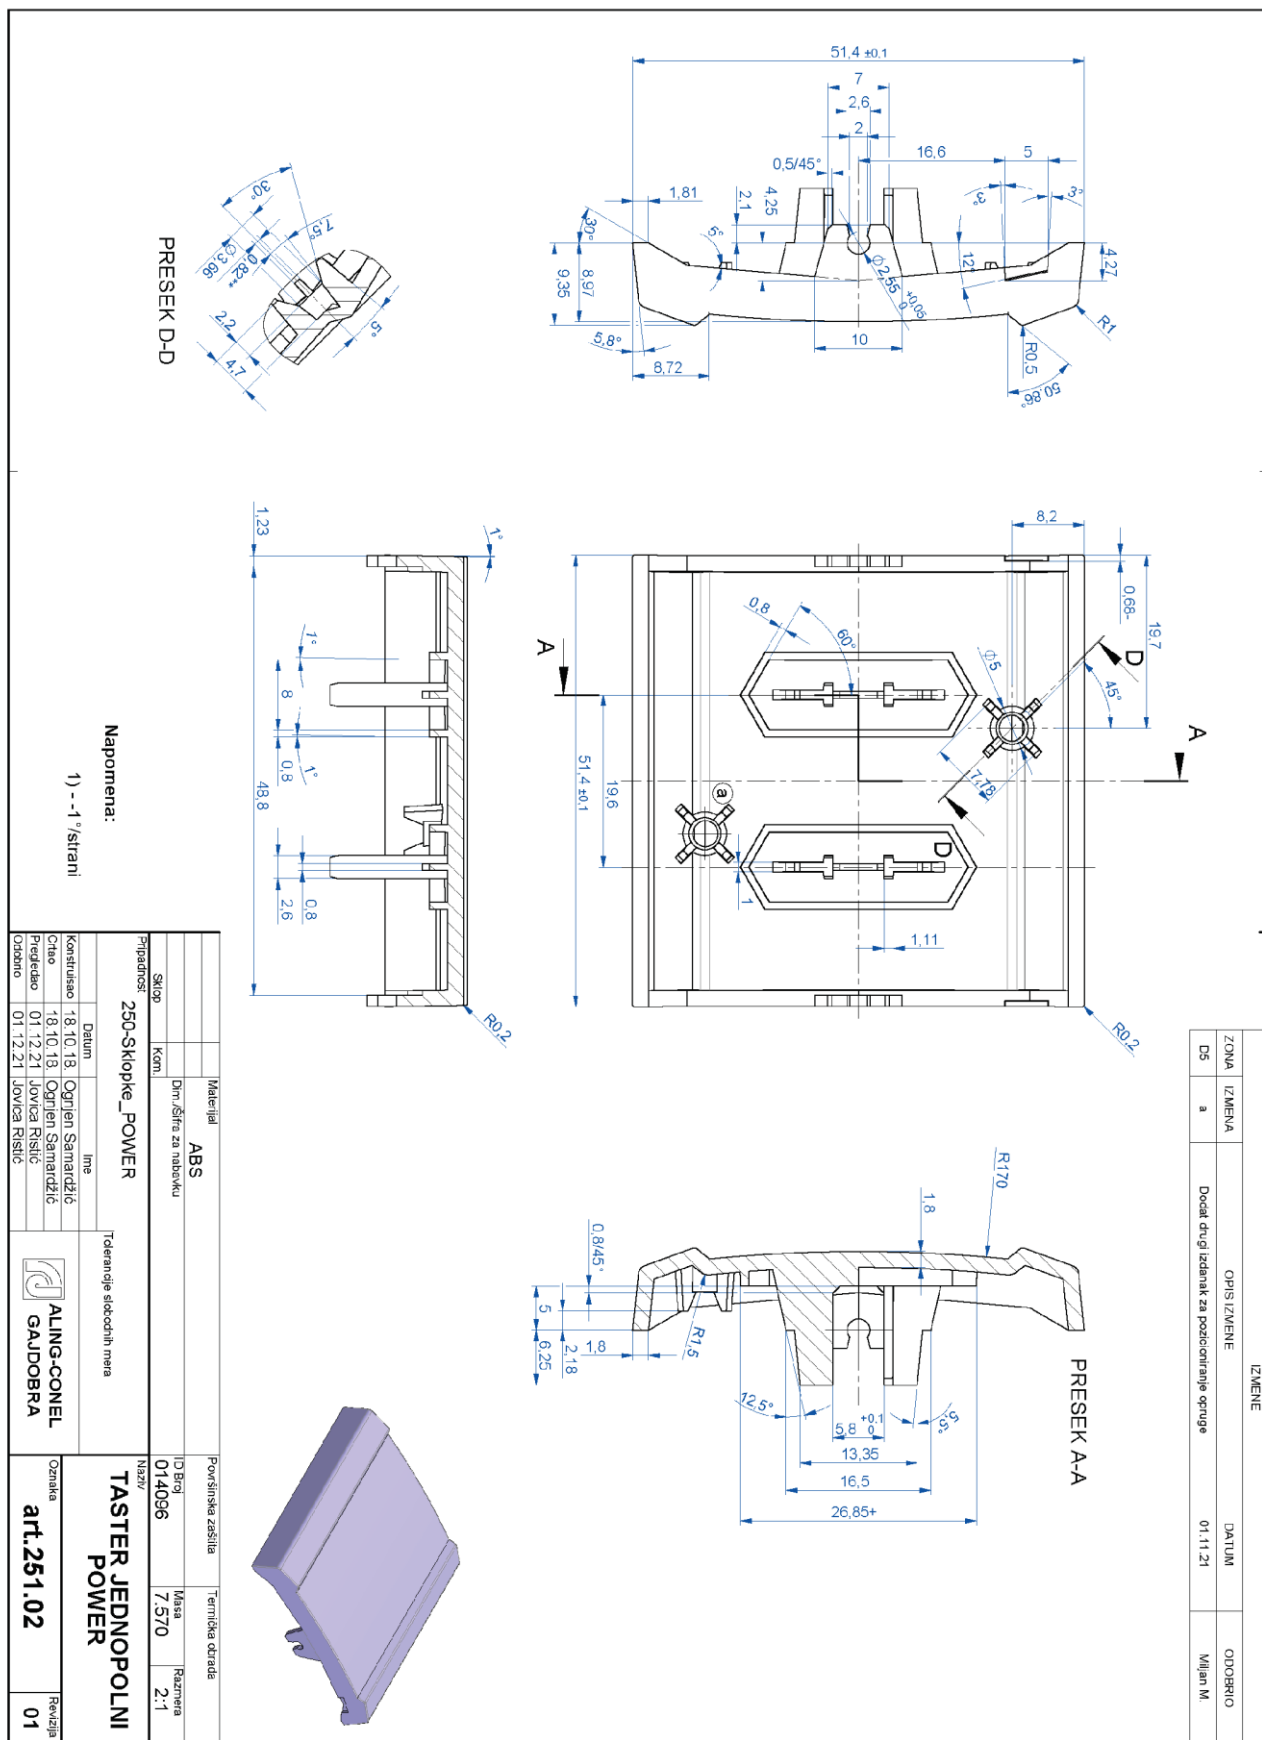 51,4 ±0,1
7
2,6
2
16,6
5
0,5/45°
4,25
2,1
1,81
30°
5°
3°
3°
12°
4,27
Ø2,55 +0,05 0
9,35
8,97
5,8°
8,72
10
R1
R0,5
50,86°
30°
7,5°
0,82**
Ø3,66
2,2
4,7
5°
PRESEK D-D
8,2
0,68-
19,7
45°
D
D
Ø5
7,78
A
A
0,8
60°
19,6
51,4 ±0,1
a
1
1,11
R0,2
1,23
1°
1°
8
1°
0,8
48,8
0,8
2,6
R0,2
R170
1,8
0,8/45°
5
6,25
2,18
1,8
R1,5
12,5°
5,5°
5,8 +0,1 0
13,35
16,5
26,85+
PRESEK A-A
Napomena:
1) - -1°/strani
IZMENE
ZONA IZMENA OPIS IZMENE DATUM ODOBRIO
D5 a Dodat drugi izdanak za pozicioniranje opruge 01.11.21 Miljan M.
Materijal
ABS
Površinska zaštita
Termička obrada
Dim./Šifra za nabavku
ID Broj
014096
Masa
7.570
Razmera
2:1
Sklop
Kom.
Pripadnost
250-Sklopke_POWER
Naziv
TASTER JEDNOPOLNI
POWER
Datum Ime
Konstruisao 18.10.18. Ognjen Samardžić
Crtao 18.10.18. Ognjen Samardžić
Pregledao 01.12.21 Jovica Ristić
Odobrio 01.12.21 Jovica Ristić
Tolerancije slobodnih mera
ALING-CONEL
GAJDOBRA
Oznaka
art.251.02
Revizija
01